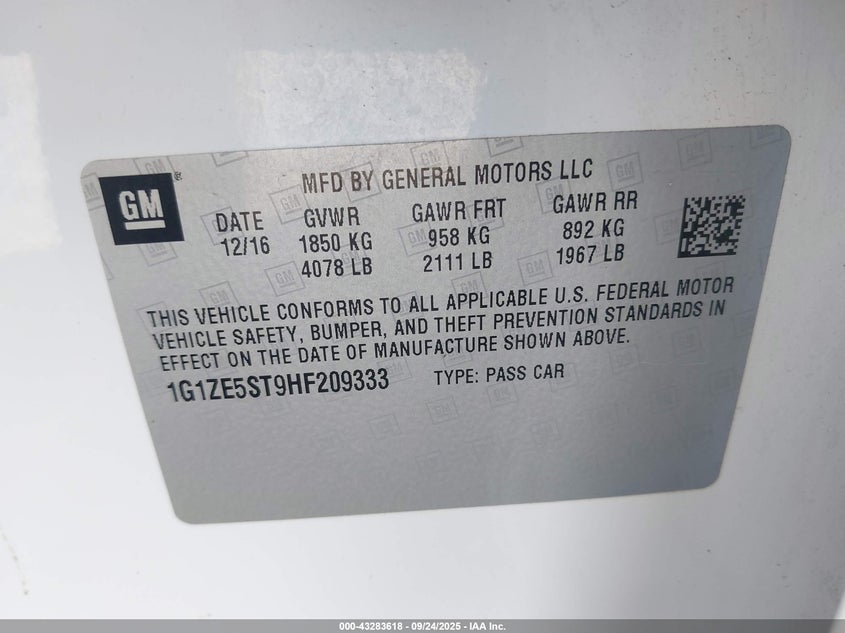 GM
MFD BY GENERAL MOTORS LLC
DATE GVWR GAWR FRT GAWR RR
12/16 1850 KG 958 KG 892 KG
4078 LB 2111 LB 1967 LB
THIS VEHICLE CONFORMS TO ALL APPLICABLE U.S. FEDERAL MOTOR
VEHICLE SAFETY, BUMPER, AND THEFT PREVENTION STANDARDS IN
EFFECT ON THE DATE OF MANUFACTURE SHOWN ABOVE.
1G1ZE5ST9HF209333 TYPE: PASS CAR
000-43283618 - 09/24/2025 - IAA Inc.